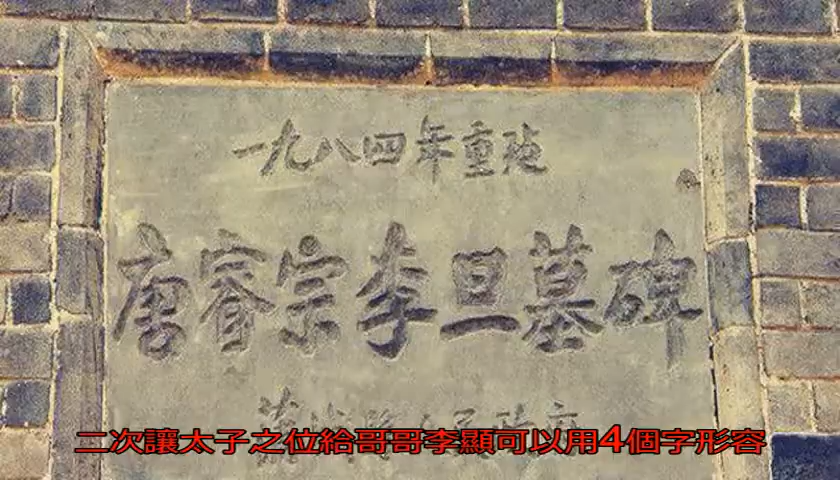 一九八四年重
唐睿宗李旦墓碑
二次讓太子之位給哥哥李顯可以用4個字形容